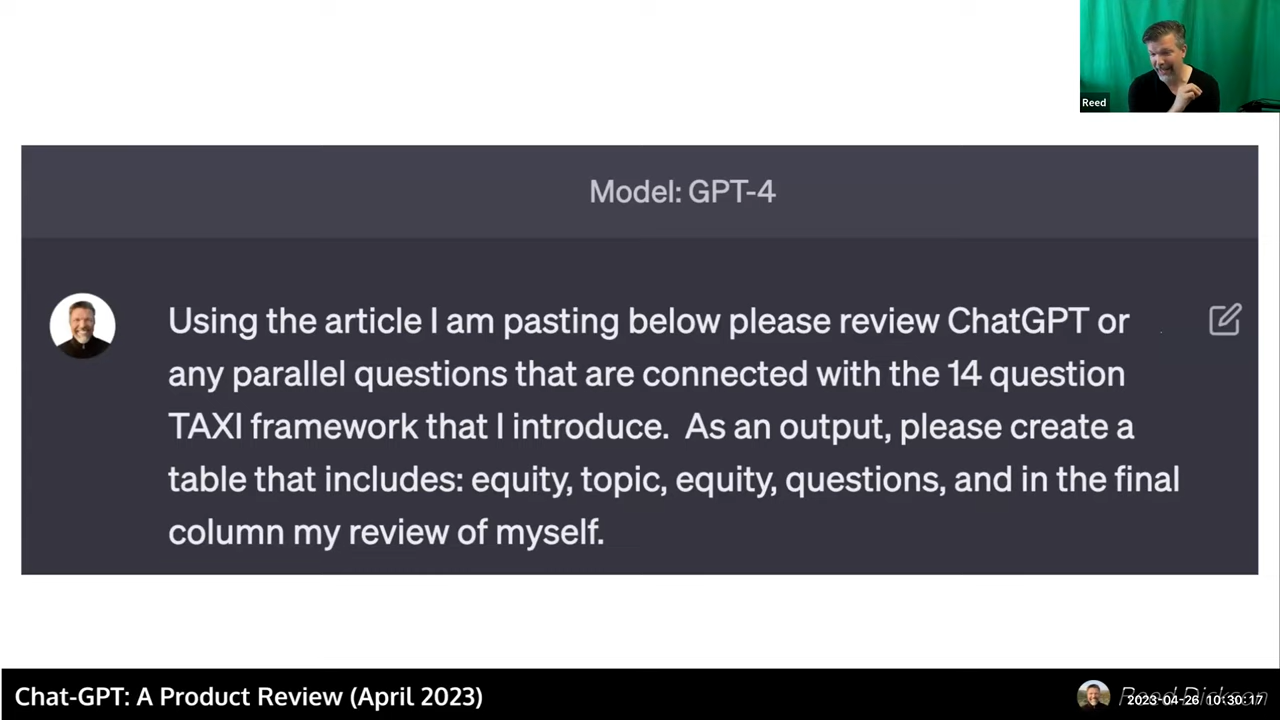 Reed
Model: GPT-4
Using the article I am pasting below please review ChatGPT or
any parallel questions that are connected with the 14 question
TAXI framework that I introduce.  As an output, please create a
table that includes: equity, topic, equity, questions, and in the final
column my review of myself.
Chat-GPT: A Product Review (April 2023)
Reed Dickson
2023-04-26 10:30:17